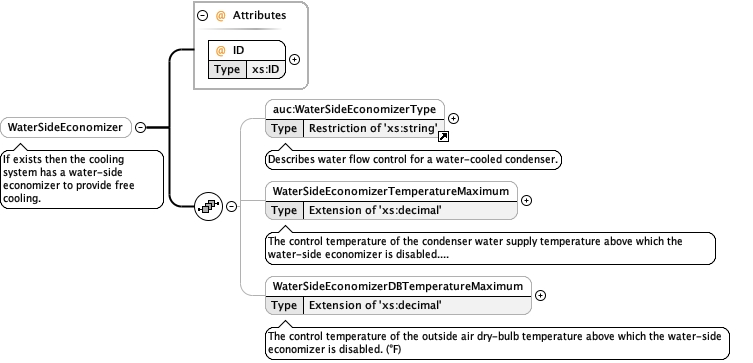 @ Attributes
@ ID
Type xs:ID
WaterSideEconomizer
If exists then the cooling
system has a water-side
economizer to provide free
cooling.
auc:WaterSideEconomizerType
Type Restriction of 'xs:string'
Describes water flow control for a water-cooled condenser.
WaterSideEconomizerTemperatureMaximum
Type Extension of 'xs:decimal'
The control temperature of the condenser water supply temperature above which the
water-side economizer is disabled....
WaterSideEconomizerDBTemperatureMaximum
Type Extension of 'xs:decimal'
The control temperature of the outside air dry-bulb temperature above which the water-side
economizer is disabled. (°F)